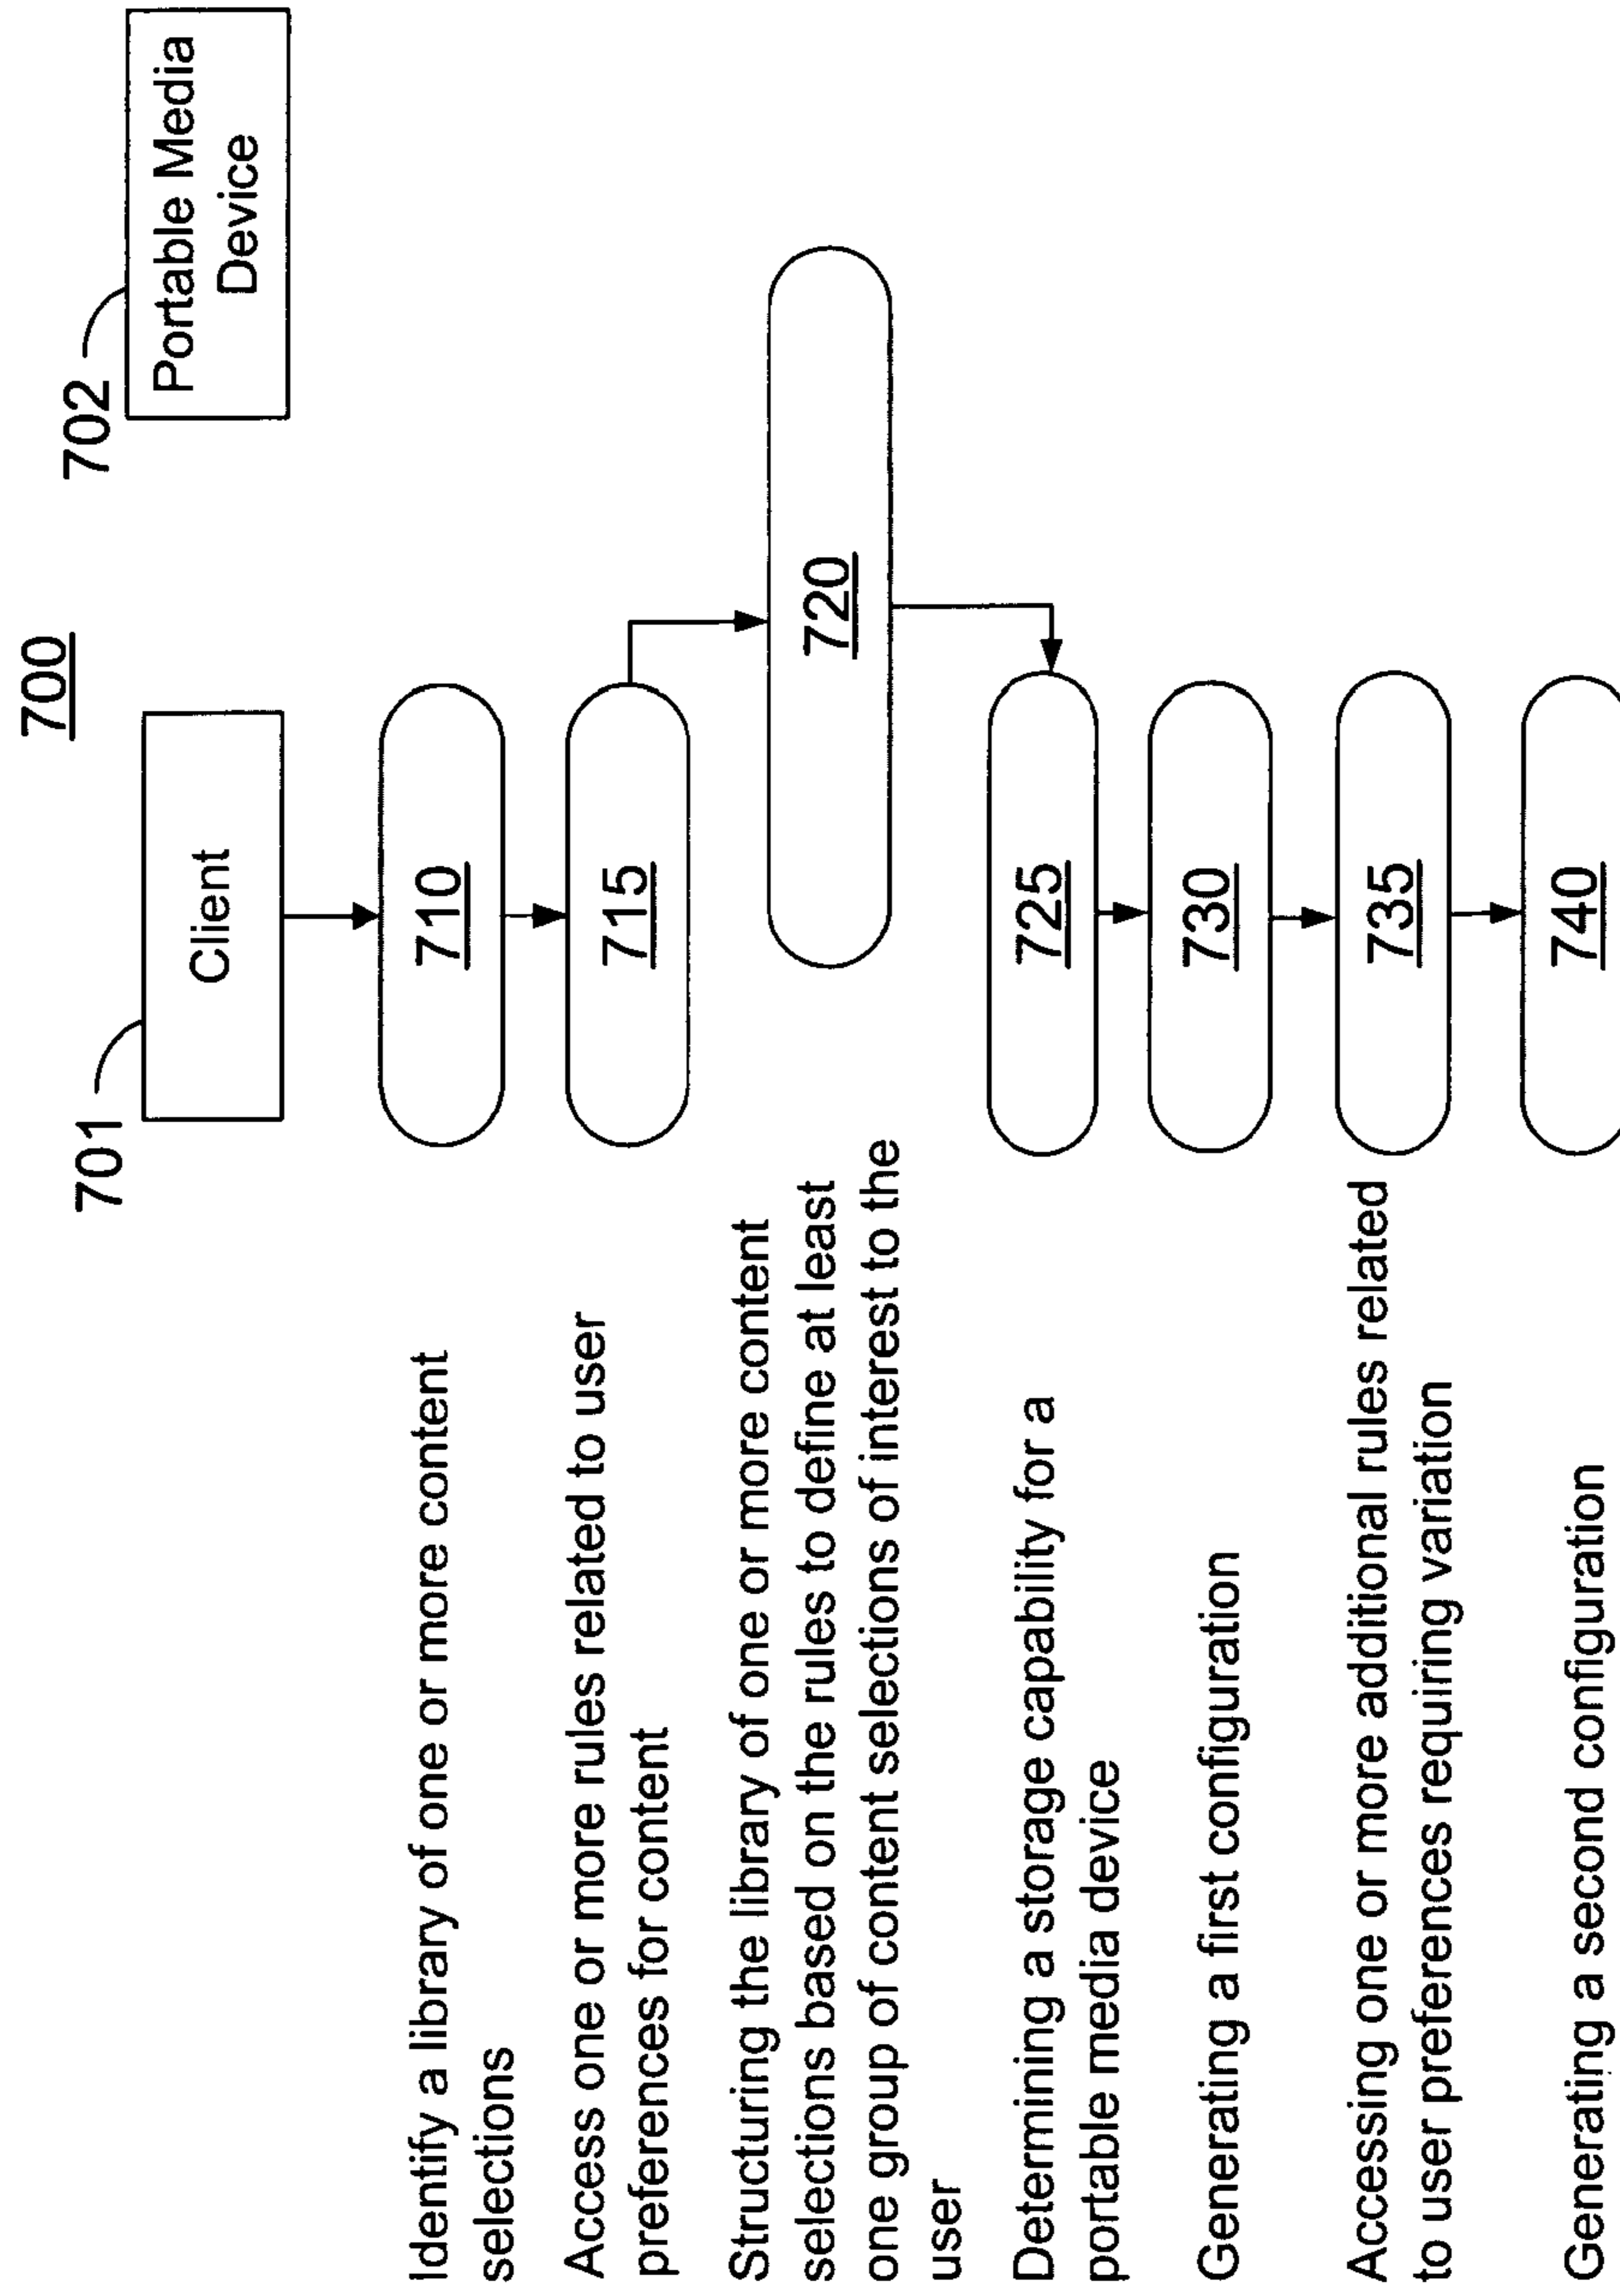 700
701
Client
702
Portable Media
Device
Identify a library of one or more content
selections
710
Access one or more rules related to user
preferences for content
715
Structuring the library of one or more content
selections based on the rules to define at least
one group of content selections of interest to the
user
720
Determining a storage capability for a
portable media device
725
Generating a first configuration
730
Accessing one or more additional rules related
to user preferences requiring variation
735
Generating a second configuration
740